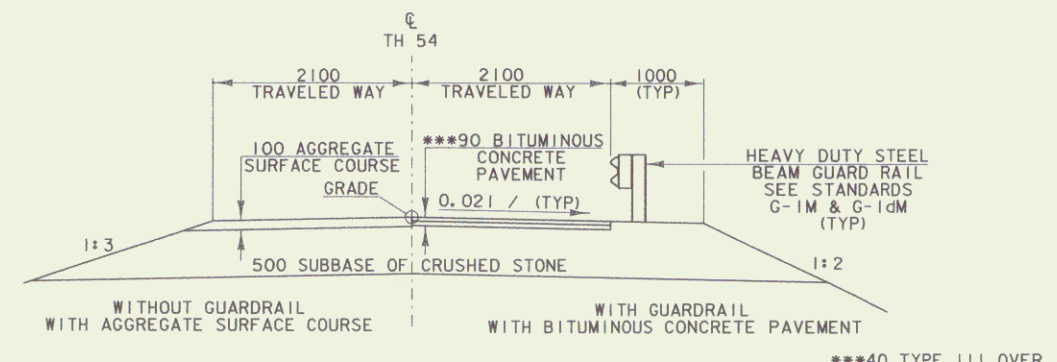 ℄
TH 54
2100
TRAVELED WAY
2100
TRAVELED WAY
1000
(TYP)
100 AGGREGATE
SURFACE COURSE
GRADE
***90 BITUMINOUS
CONCRETE
PAVEMENT
0.021 / (TYP)
HEAVY DUTY STEEL
BEAM GUARD RAIL
SEE STANDARDS
G-1M & G-1dM
(TYP)
1:3
500 SUBBASE OF CRUSHED STONE
1:2
WITHOUT GUARDRAIL
WITH AGGREGATE SURFACE COURSE
WITH GUARDRAIL
WITH BITUMINOUS CONCRETE PAVEMENT
***40 TYPE III OVER